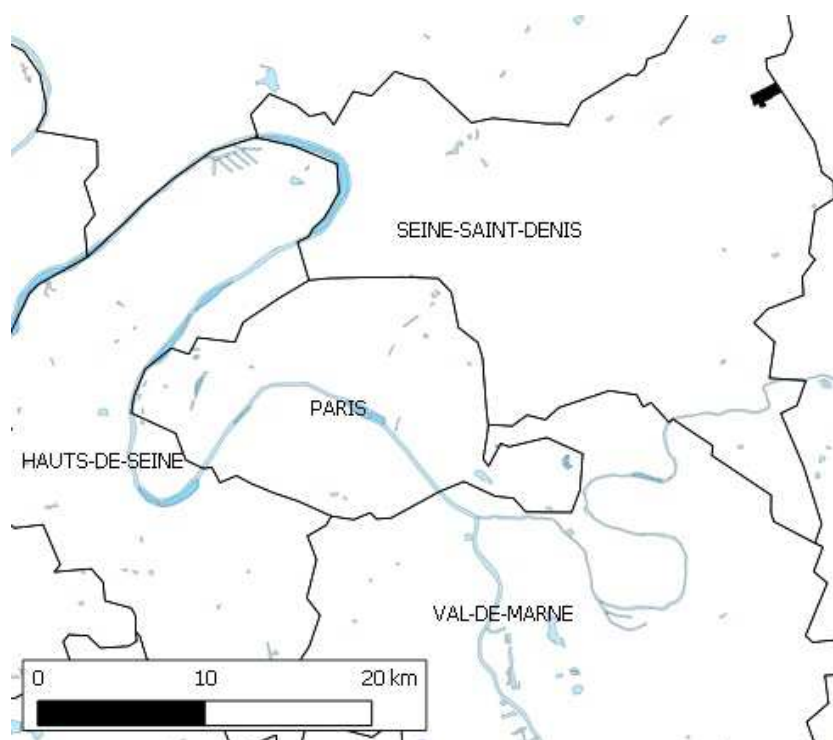 SEINE-SAINT-DENIS
PARIS
HAUTS-DE-SEINE
VAL-DE-MARNE
0 10 20 km